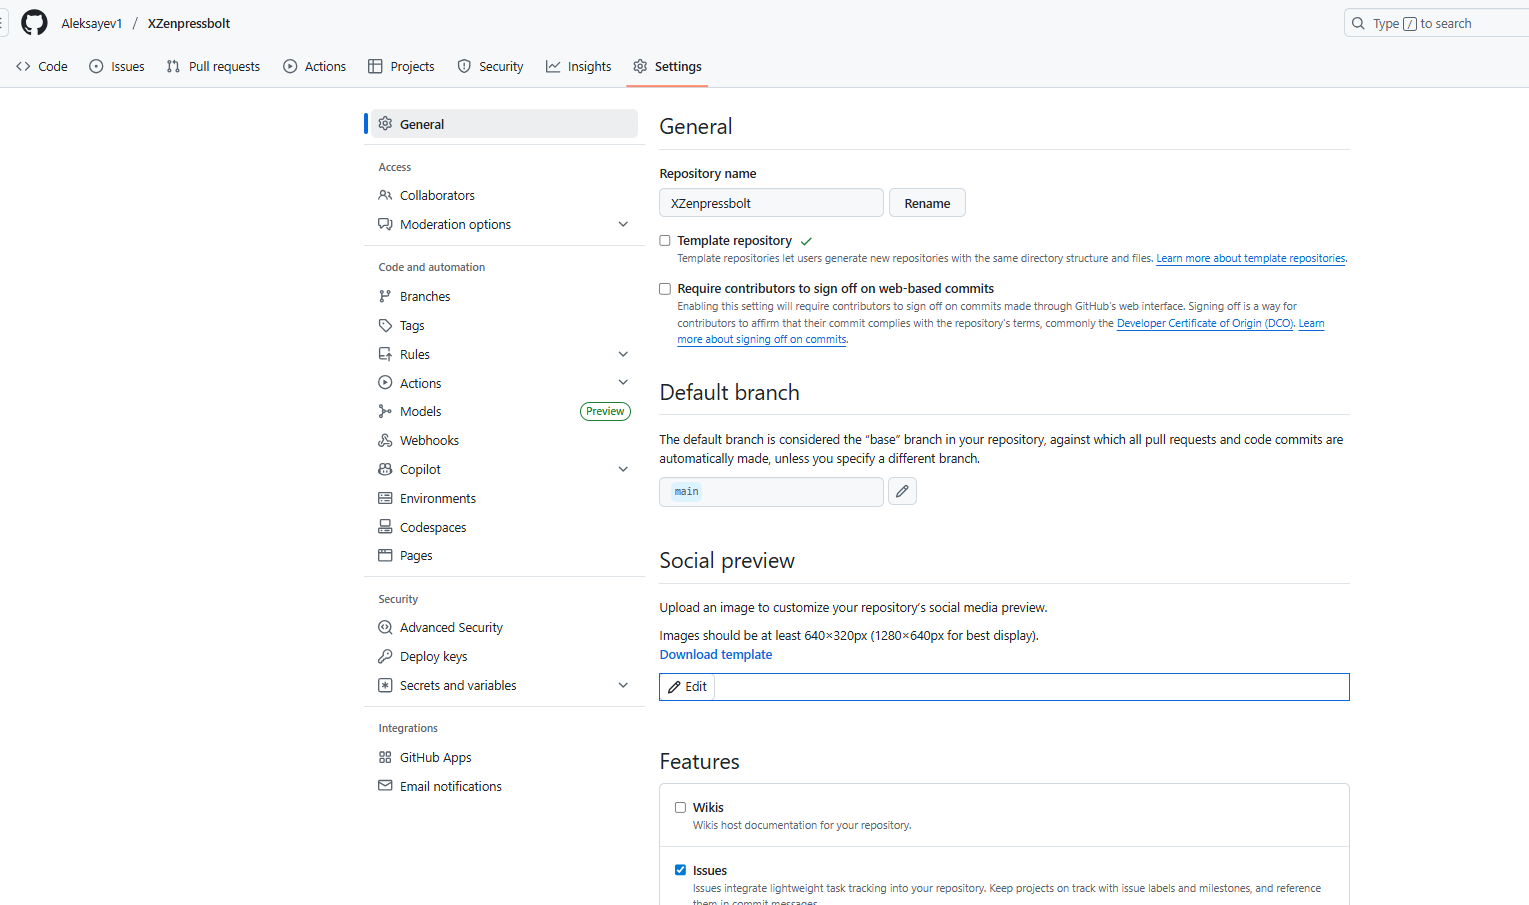 Aleksayev1 / XZenpressbolt
Type / to search
Code Issues Pull requests Actions Projects Security Insights Settings
General
Access
Collaborators
Moderation options
Code and automation
Branches
Tags
Rules
Actions
Models Preview
Webhooks
Copilot
Environments
Codespaces
Pages
Security
Advanced Security
Deploy keys
Secrets and variables
Integrations
GitHub Apps
Email notifications
General
Repository name
XZenpressbolt Rename
Template repository
Template repositories let users generate new repositories with the same directory structure and files. Learn more about template repositories.
Require contributors to sign off on web-based commits
Enabling this setting will require contributors to sign off on commits made through GitHub's web interface. Signing off is a way for
contributors to affirm that their commit complies with the repository's terms, commonly the Developer Certificate of Origin (DCO). Learn
more about signing off on commits.
Default branch
The default branch is considered the “base” branch in your repository, against which all pull requests and code commits are
automatically made, unless you specify a different branch.
main
Social preview
Upload an image to customize your repository's social media preview.
Images should be at least 640×320px (1280×640px for best display).
Download template
Edit
Features
Wikis
Wikis host documentation for your repository.
Issues
Issues integrate lightweight task tracking into your repository. Keep projects on track with issue labels and milestones, and reference
them in commit messages.